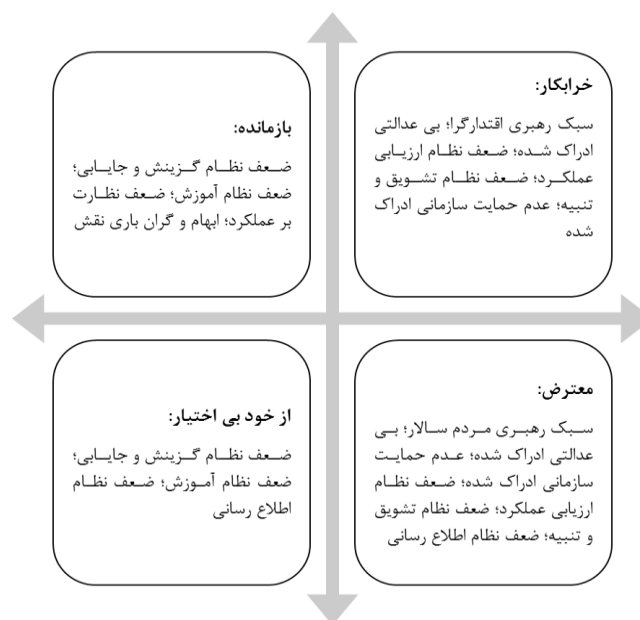 خرابکار:
سبک رهبری اقتدارگرا؛ بی عدالتی
ادراک شده؛ ضعف نظام ارزیابی
عملکرد؛ ضعف نظام تشویق و
تنبیه؛ عدم حمایت سازمانی ادراک
شده
بازمانده:
ضعف نظام گزینش و جایابی؛
ضعف نظام آموزش؛ ضعف نظارت
بر عملکرد؛ ابهام و گران باری نقش
معترض:
سبک رهبری مردم سالار؛ بی
عدالتی ادراک شده؛ عدم حمایت
سازمانی ادراک شده؛ ضعف نظام
ارزیابی عملکرد؛ ضعف نظام تشویق
و تنبیه؛ ضعف نظام اطلاع رسانی
از خود بی اختیار:
ضعف نظام گزینش و جایابی؛
ضعف نظام آموزش؛ ضعف نظام
اطلاع رسانی